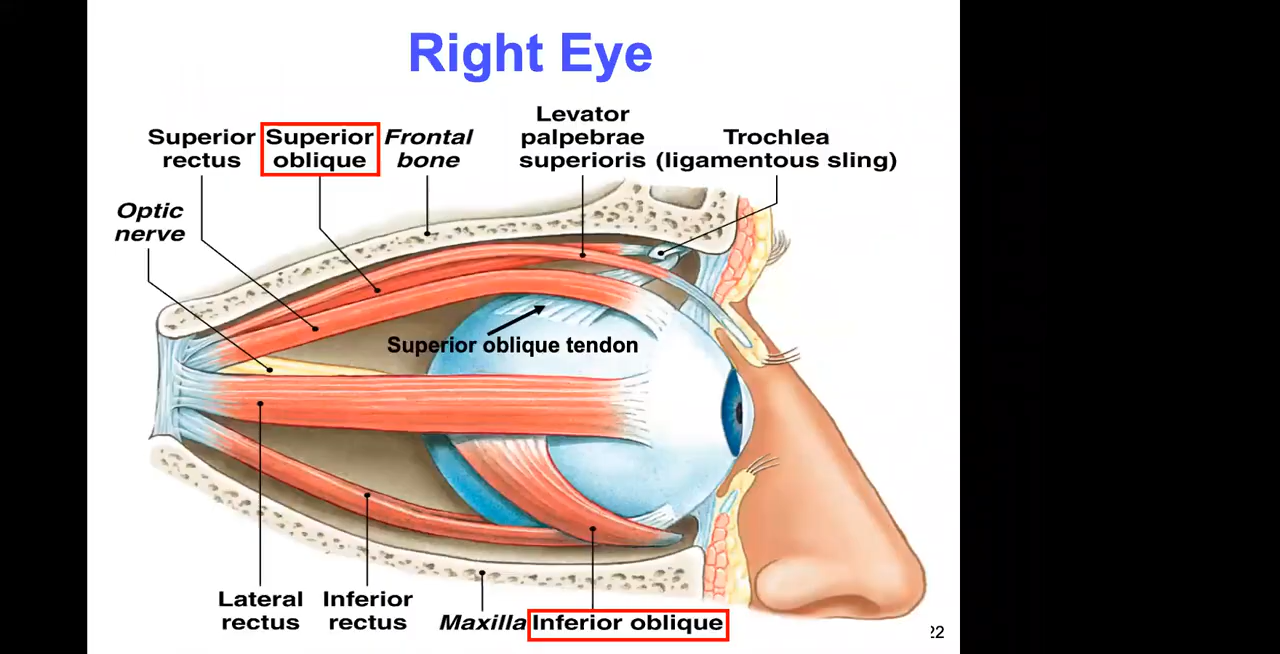 Right Eye
Levator
palpebrae
superioris
Superior
rectus
Superior
oblique
Frontal
bone
Trochlea
(ligamentous sling)
Optic
nerve
Superior oblique tendon
Lateral
rectus
Inferior
rectus
Maxilla
Inferior oblique
22